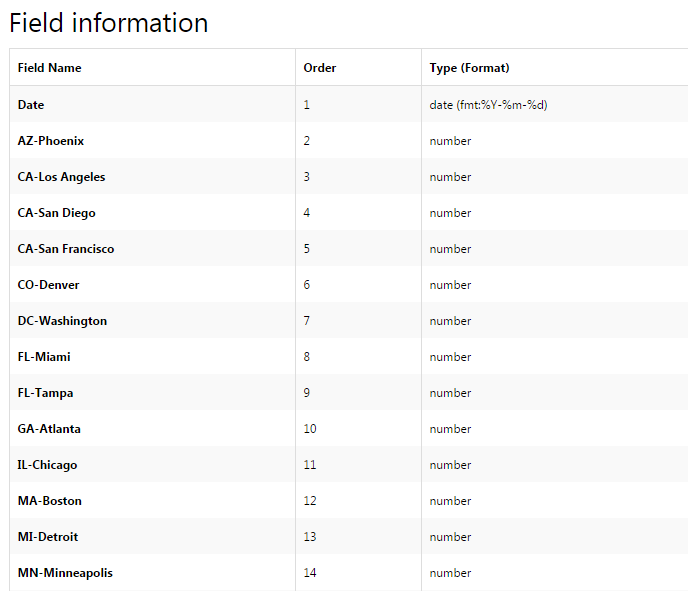 Field information
Field Name Order Type (Format)
Date 1 date (fmt:%Y-%m-%d)
AZ-Phoenix 2 number
CA-Los Angeles 3 number
CA-San Diego 4 number
CA-San Francisco 5 number
CO-Denver 6 number
DC-Washington 7 number
FL-Miami 8 number
FL-Tampa 9 number
GA-Atlanta 10 number
IL-Chicago 11 number
MA-Boston 12 number
MI-Detroit 13 number
MN-Minneapolis 14 number